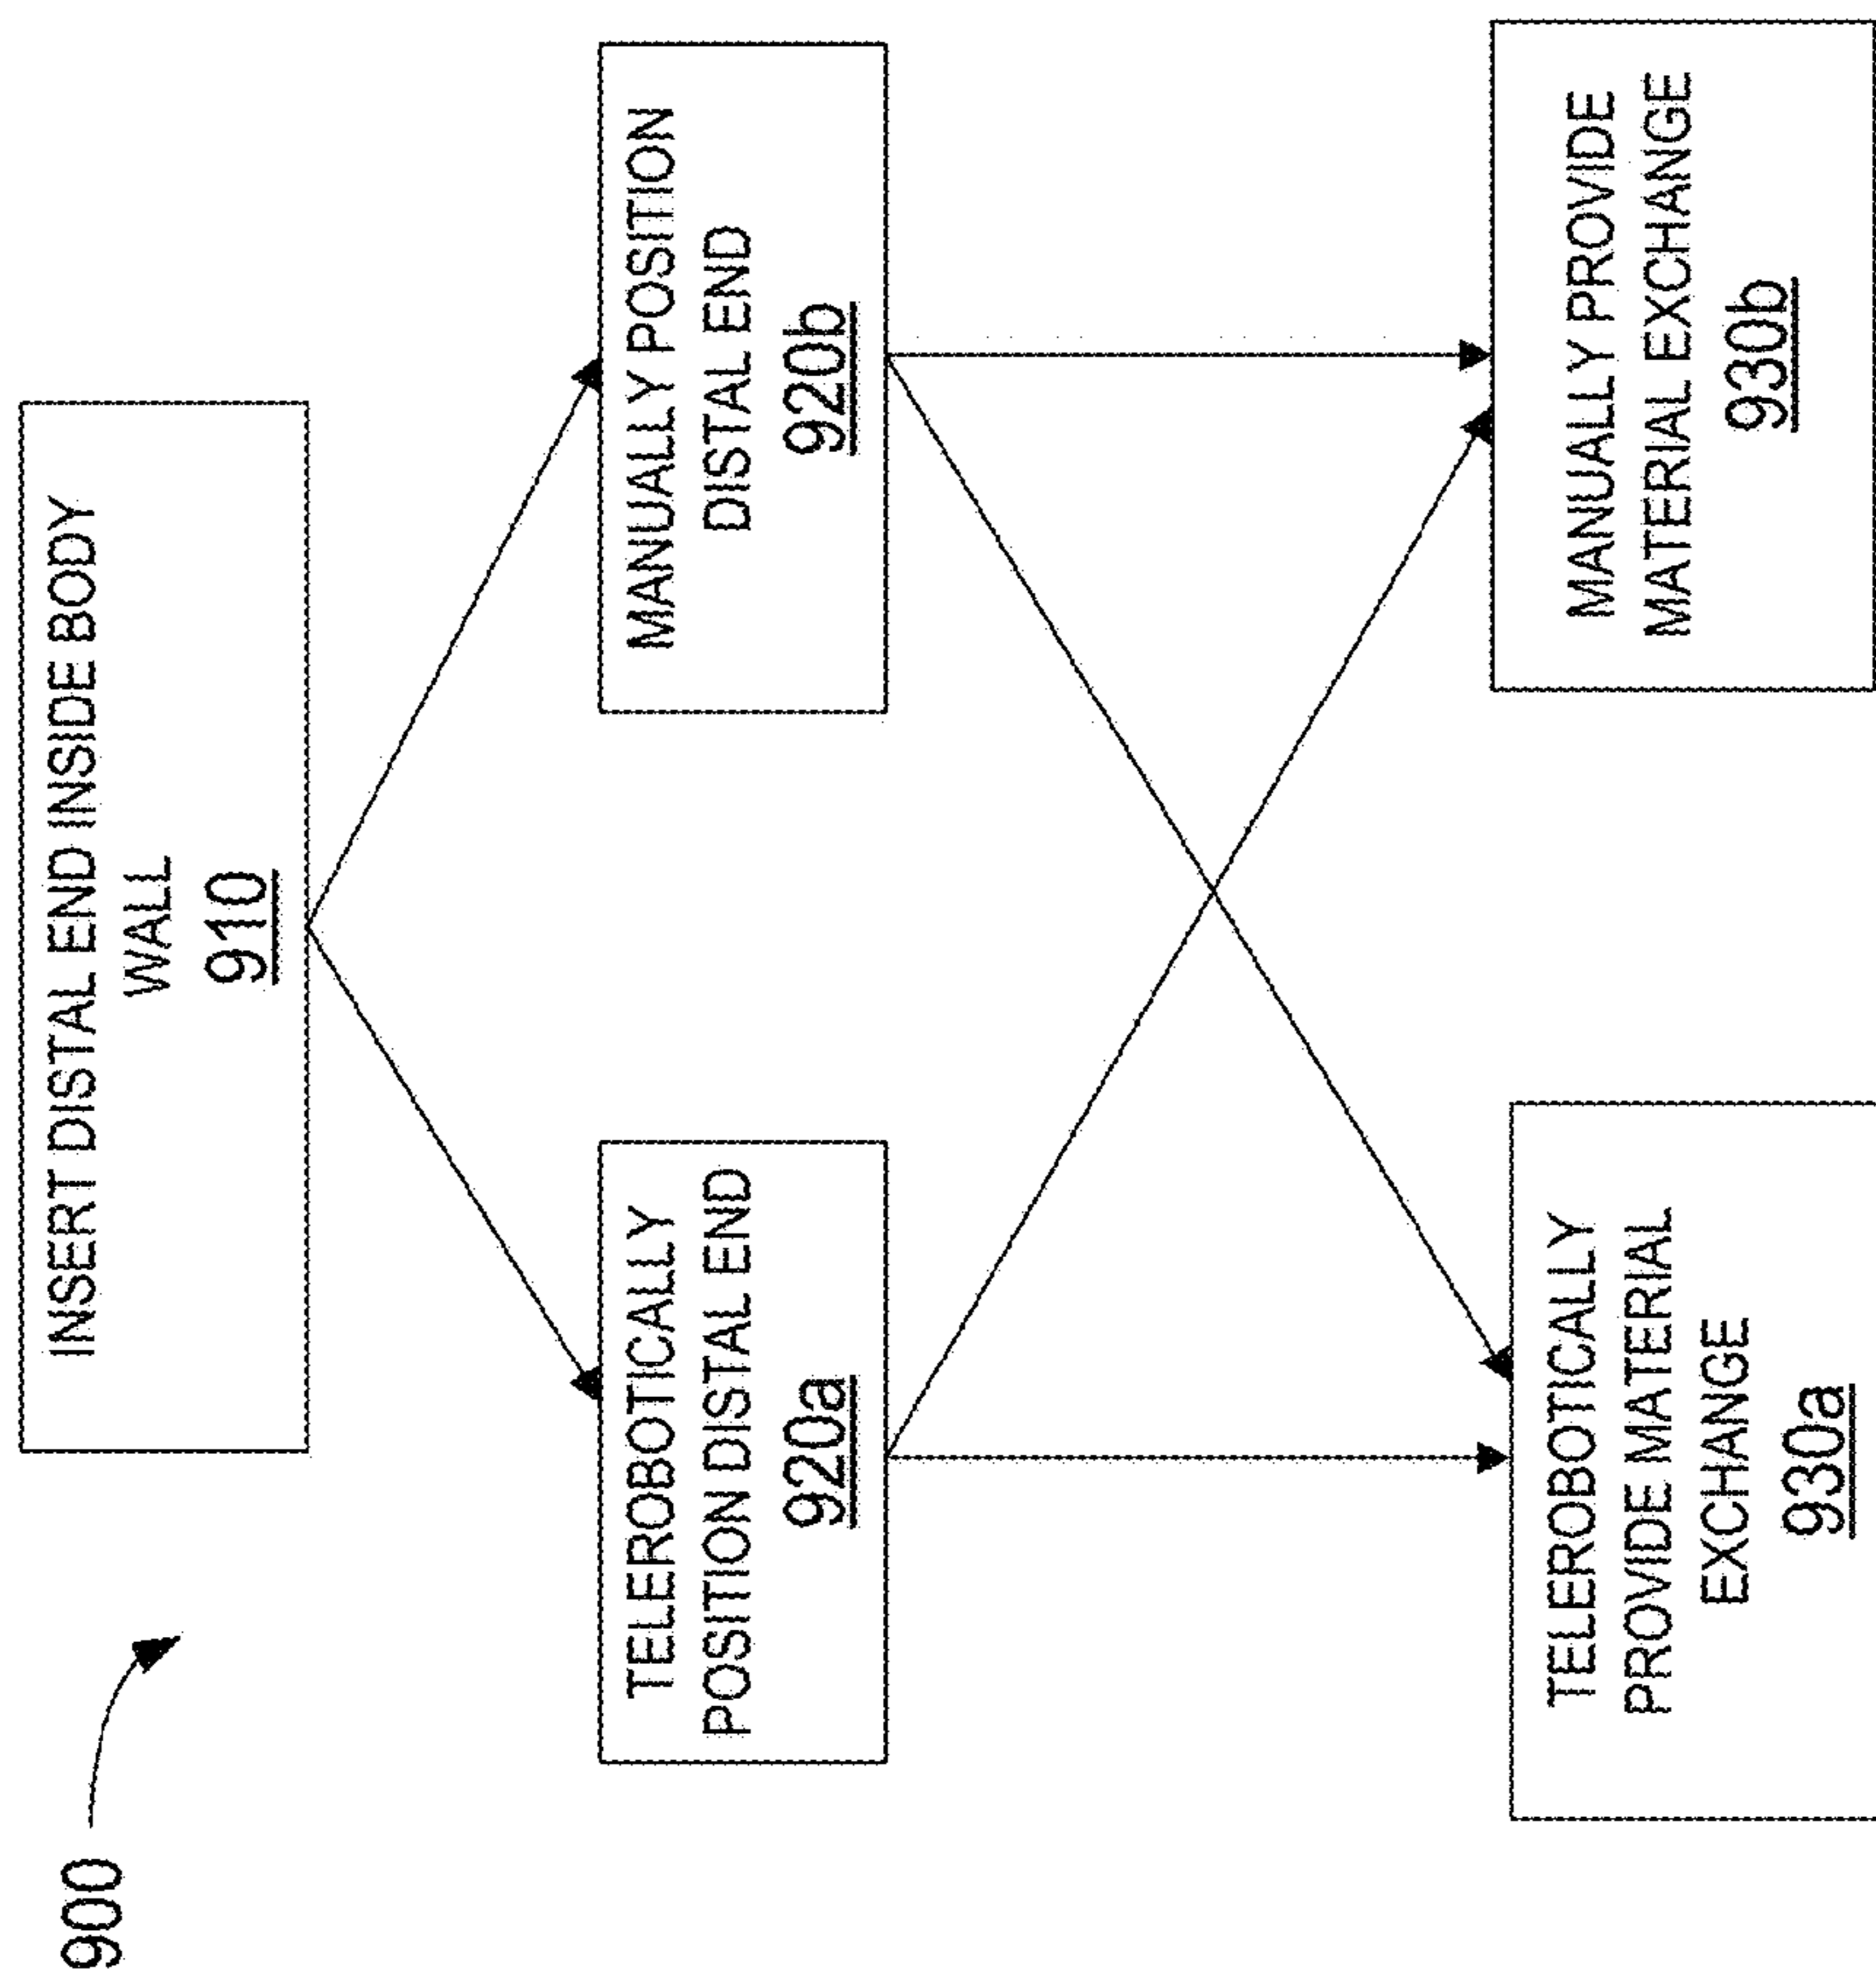 900
INSERT DISTAL END INSIDE BODY
WALL
910
TELEROBOTICALLY
POSITION DISTAL END
920a
MANUALLY POSITION
DISTAL END
920b
TELEROBOTICALLY
PROVIDE MATERIAL
EXCHANGE
930a
MANUALLY PROVIDE
MATERIAL EXCHANGE
930b